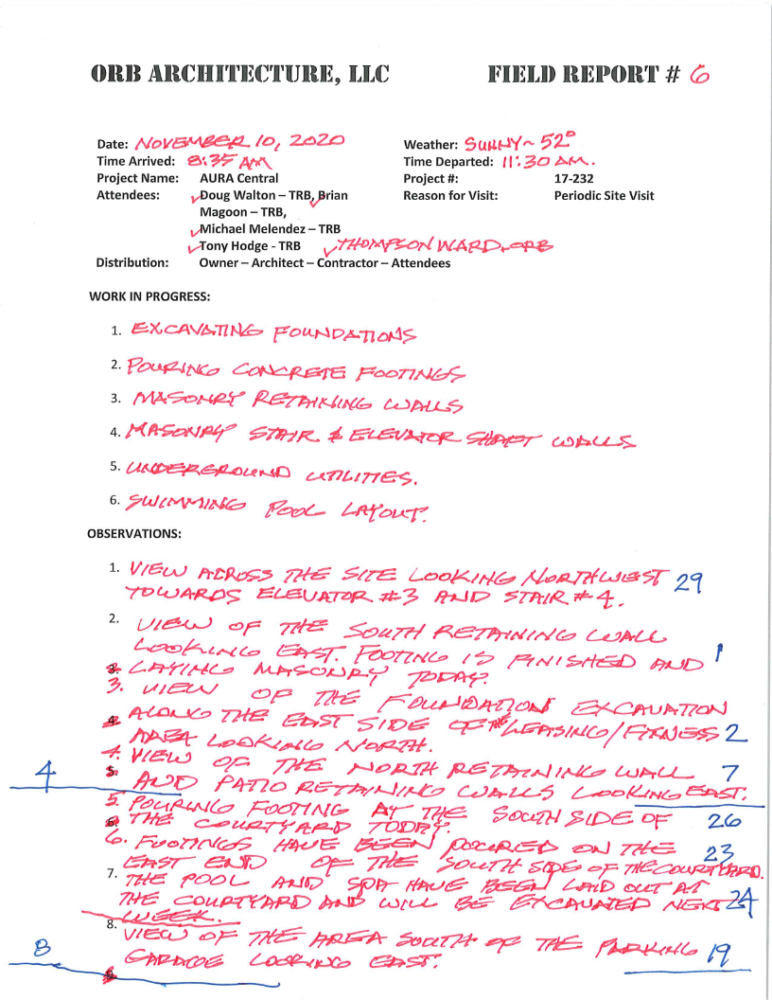 ORB ARCHITECTURE, LLC FIELD REPORT # 6
Date: NOVEMBER 10, 2020 Weather: SUNNY ~ 52°
Time Arrived: 8:35 AM Time Departed: 11:30 AM.
Project Name: AURA Central Project #: 17-232
Attendees: Doug Walton – TRB, Brian Reason for Visit: Periodic Site Visit
Magoon – TRB,
Michael Melendez – TRB
Tony Hodge - TRB THOMPSON WARD-ORB
Distribution: Owner – Architect – Contractor – Attendees
WORK IN PROGRESS:
1. EXCAVATING FOUNDATIONS
2. POURING CONCRETE FOOTINGS
3. MASONRY RETAINING WALLS
4. MASONRY STAIR & ELEVATOR SHAFT WALLS
5. UNDERGROUND UTILITIES.
6. SWIMMING POOL LAYOUT.
OBSERVATIONS:
1. VIEW ACROSS THE SITE LOOKING NORTHWEST 29
TOWARDS ELEVATOR #3 AND STAIR #4.
2. VIEW OF THE SOUTH RETAINING WALL
LOOKING EAST. FOOTING IS FINISHED AND 1
3. LAYING MASONRY TODAY.
3. VIEW OF THE FOUNDATION EXCAVATION
4. ALONG THE EAST SIDE OF THE LEASING/FITNESS 2
AREA LOOKING NORTH.
4. VIEW OF THE NORTH RETAINING WALL 7
4 5. AND PATIO RETAINING WALLS LOOKING EAST.
5. POURING FOOTING AT THE SOUTH SIDE OF 26
6. THE COURTYARD TODAY.
6. FOOTINGS HAVE BEEN POURED ON THE 23
EAST END OF THE SOUTH SIDE OF THE COURTYARD.
7. THE POOL AND SPA HAVE BEEN LAID OUT AT
THE COURTYARD AND WILL BE EXCAVATED NEXT 24
WEEK.
8. VIEW OF THE AREA SOUTH OF THE PARKING 19
8 GARAGE LOOKING EAST.
9.